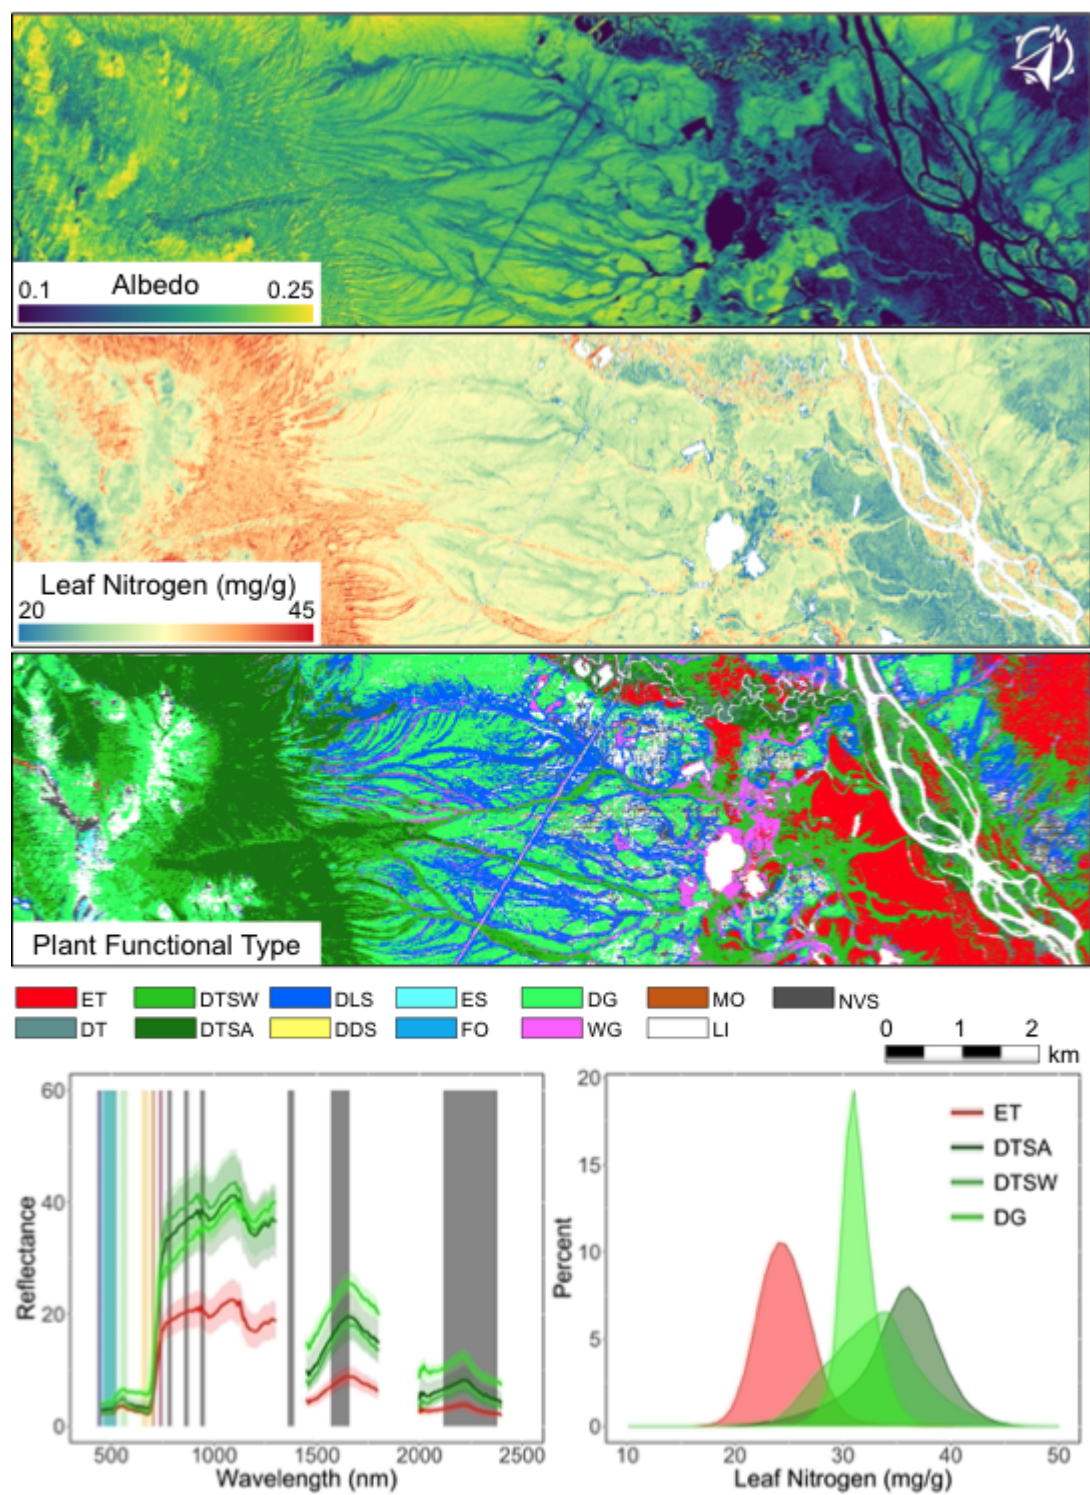 N
Albedo
0.1 0.25
Leaf Nitrogen (mg/g)
20 45
Plant Functional Type
ET DTSW DLS ES DG MO NVS
DT DTSA DDS FO WG LI
0 1 2
km
60
40
20
0
Reflectance
500 1000 1500 2000 2500
Wavelength (nm)
20
15
10
5
0
Percent
ET
DTSA
DTSW
DG
10 20 30 40 50
Leaf Nitrogen (mg/g)